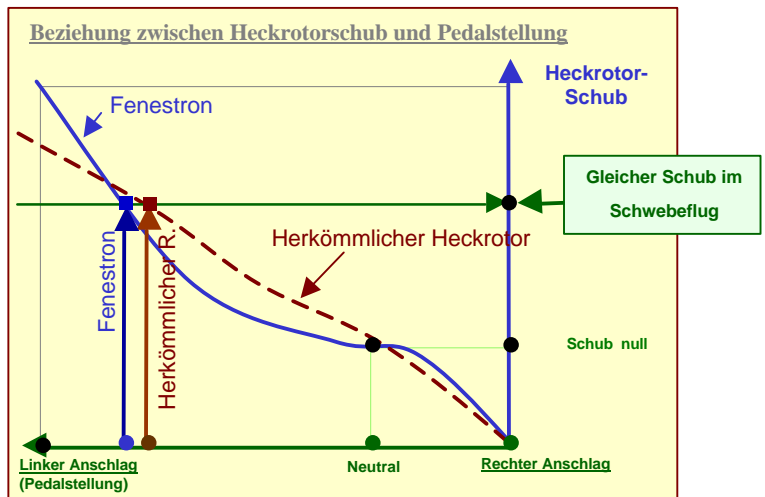 Beziehung zwischen Heckrotorschub und Pedalstellung
Heckrotor-
Schub
Fenestron
Gleicher Schub im
Schwebeflug
Herkömmlicher Heckrotor
Fenestron
Herkömmlicher R.
Schub null
Linker Anschlag
(Pedalstellung)
Neutral
Rechter Anschlag